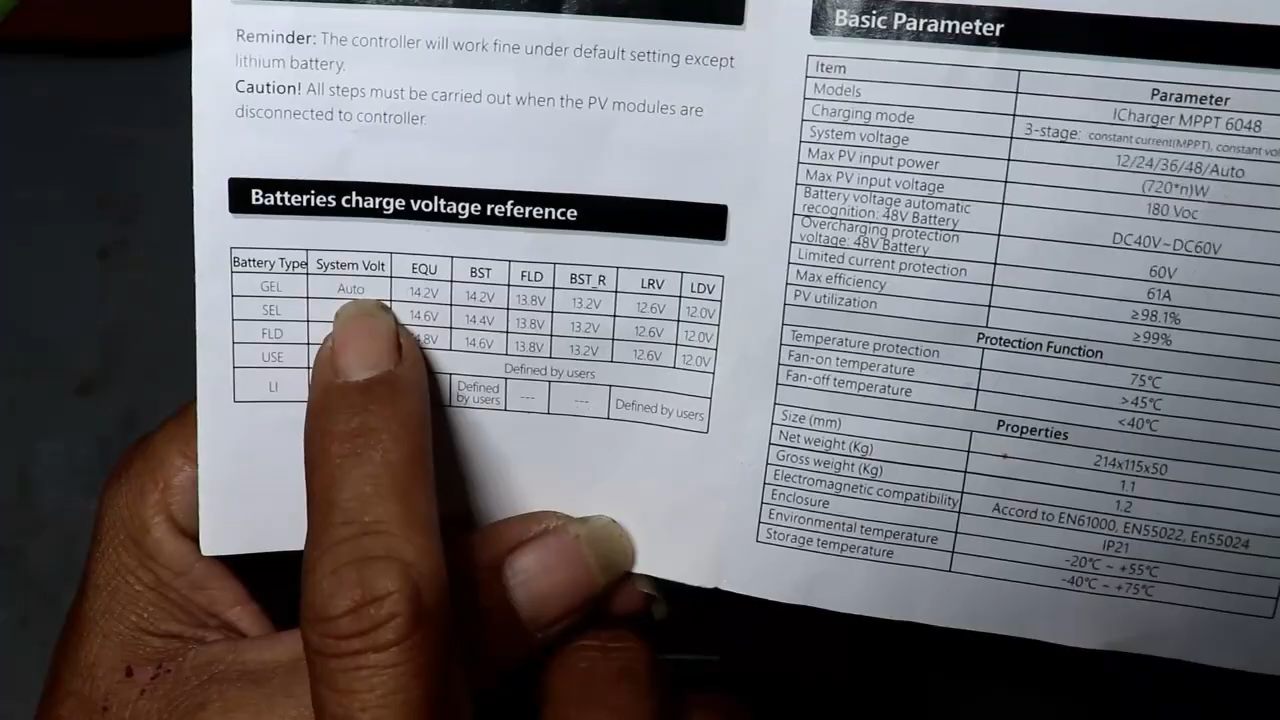 Reminder: The controller will work fine under default setting except
lithium battery.
Caution! All steps must be carried out when the PV modules are
disconnected to controller.
Batteries charge voltage reference
Battery Type System Volt EQU BST FLD BST_R LRV LDV
GEL Auto 14.2V 14.2V 13.8V 13.2V 12.6V 12.0V
SEL 14.6V 14.4V 13.8V 13.2V 12.6V 12.0V
FLD .8V 14.6V 13.8V 13.2V 12.6V 12.0V
USE Defined by users
LI Defined by users --- --- Defined by users
Basic Parameter
Item Parameter
Models ICharger MPPT 6048
Charging mode 3-stage: constant current(MPPT), constant
System voltage 12/24/36/48/Auto
Max PV input power (720*n)W
Max PV input voltage 180 Voc
Battery voltage automatic
recognition: 48V Battery DC40V~DC60V
Overcharging protection
voltage: 48V Battery 60V
Limited current protection 61A
Max efficiency ≥98.1%
PV utilization ≥99%
Protection Function
Temperature protection 75℃
Fan-on temperature >45℃
Fan-off temperature <40℃
Properties
Size (mm) 214x115x50
Net weight (Kg) 1.1
Gross weight (Kg) 1.2
Electromagnetic compatibility Accord to EN61000, EN55022, En55024
Enclosure IP21
Environmental temperature -20℃ ~ +55℃
Storage temperature -40℃ ~ +75℃